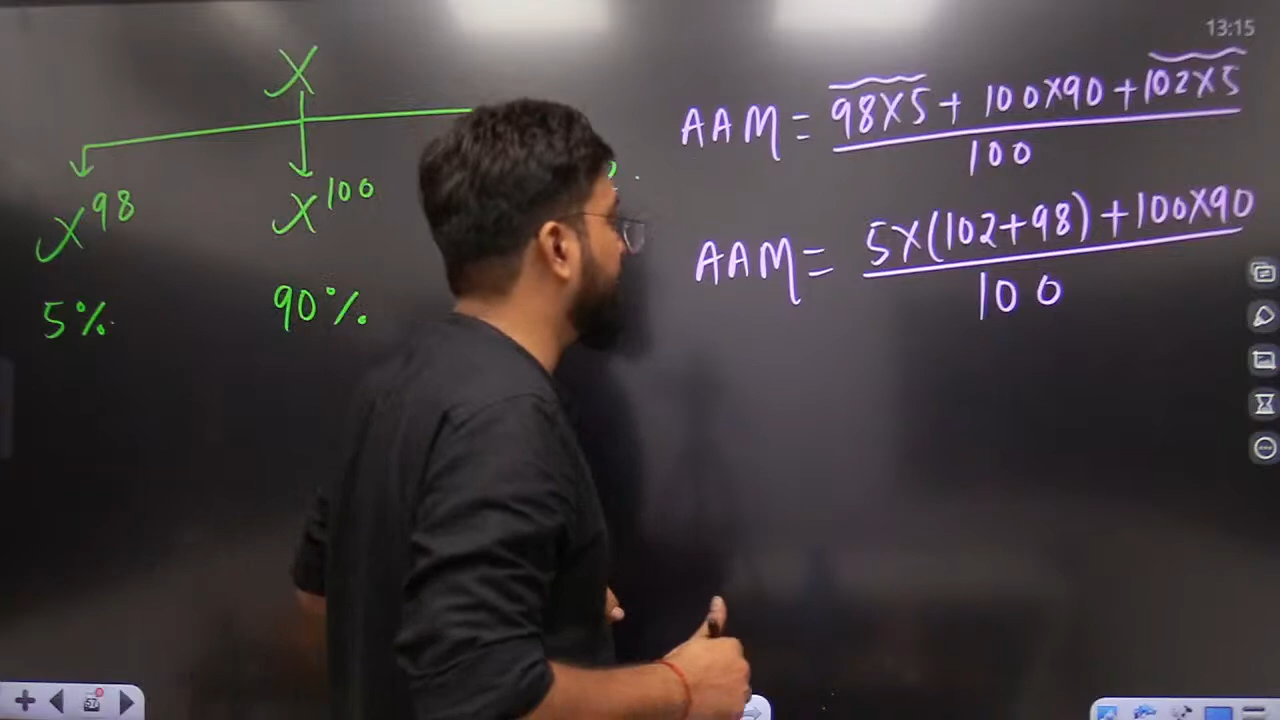 13:15
X
X^98 X^100
5% 90%
AAM = 98X5 + 100X90 + 102X5
100
AAM = 5X(102+98) + 100X90
100